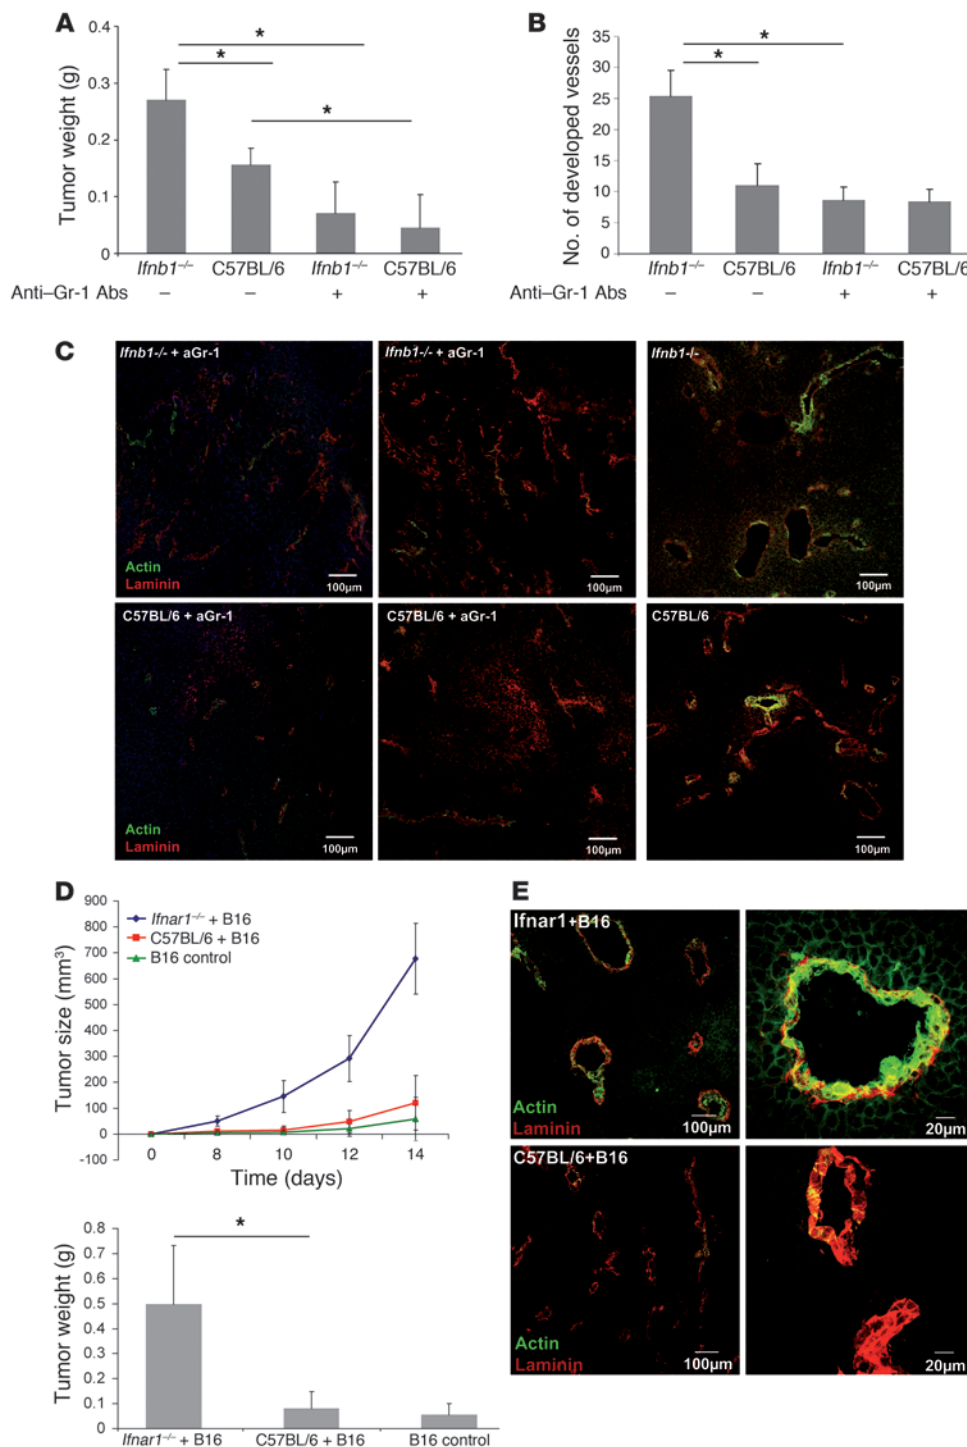 A
Tumor weight (g)
0.4
0.3
0.2
0.1
0
*
*
*
Ifnb1–/– C57BL/6 Ifnb1–/– C57BL/6
Anti–Gr-1 Abs – – + +
B
No. of developed vessels
35
30
25
20
15
10
5
0
*
*
Ifnb1–/– C57BL/6 Ifnb1–/– C57BL/6
Anti–Gr-1 Abs – – + +
C
Ifnb1-/- + aGr-1
Actin
Laminin
100µm
Ifnb1-/- + aGr-1
100µm
Ifnb1-/-
100µm
C57BL/6 + aGr-1
Actin
Laminin
100µm
C57BL/6 + aGr-1
100µm
C57BL/6
100µm
D
Tumor size (mm³)
900
800
700
600
500
400
300
200
100
0
-100
Ifnar1–/– + B16
C57BL/6 + B16
B16 control
0 8 10 12 14
Time (days)
Tumor weight (g)
0.8
0.7
0.6
0.5
0.4
0.3
0.2
0.1
0
*
Ifnar1–/– + B16 C57BL/6 + B16 B16 control
E
Ifnar1+B16
Actin
Laminin
100µm
20µm
C57BL/6+B16
Actin
Laminin
100µm
20µm